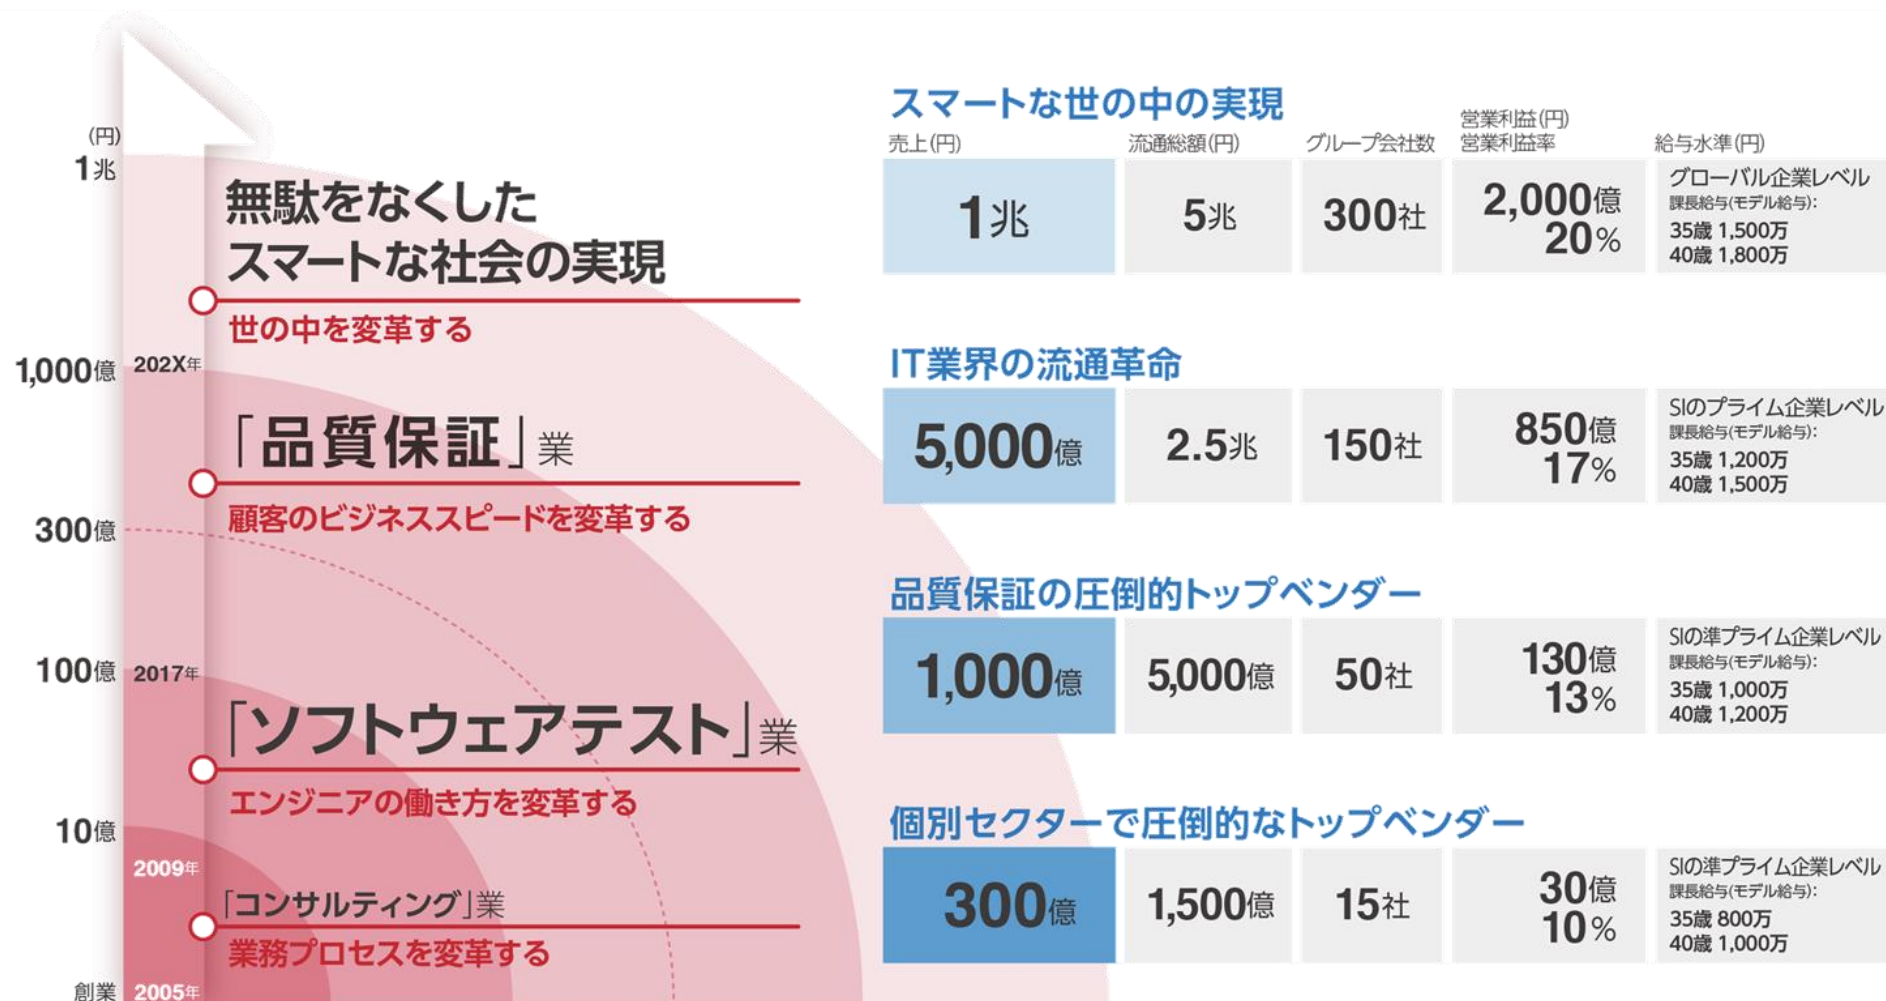 (円)
1兆
無駄をなくした
スマートな社会の実現
世の中を変革する
1,000億
202X年
「品質保証」業
顧客のビジネススピードを変革する
300億
100億
2017年
「ソフトウェアテスト」業
エンジニアの働き方を変革する
10億
2009年
「コンサルティング」業
業務プロセスを変革する
創業
2005年
スマートな世の中の実現
売上(円)
流通総額(円)
グループ会社数
営業利益(円)
営業利益率
給与水準(円)
1兆
5兆
300社
2,000億
20%
グローバル企業レベル
課長給与(モデル給与):
35歳 1,500万
40歳 1,800万
IT業界の流通革命
5,000億
2.5兆
150社
850億
17%
SIのプライム企業レベル
課長給与(モデル給与):
35歳 1,200万
40歳 1,500万
品質保証の圧倒的トップベンダー
1,000億
5,000億
50社
130億
13%
SIの準プライム企業レベル
課長給与(モデル給与):
35歳 1,000万
40歳 1,200万
個別セクターで圧倒的なトップベンダー
300億
1,500億
15社
30億
10%
SIの準プライム企業レベル
課長給与(モデル給与):
35歳 800万
40歳 1,000万